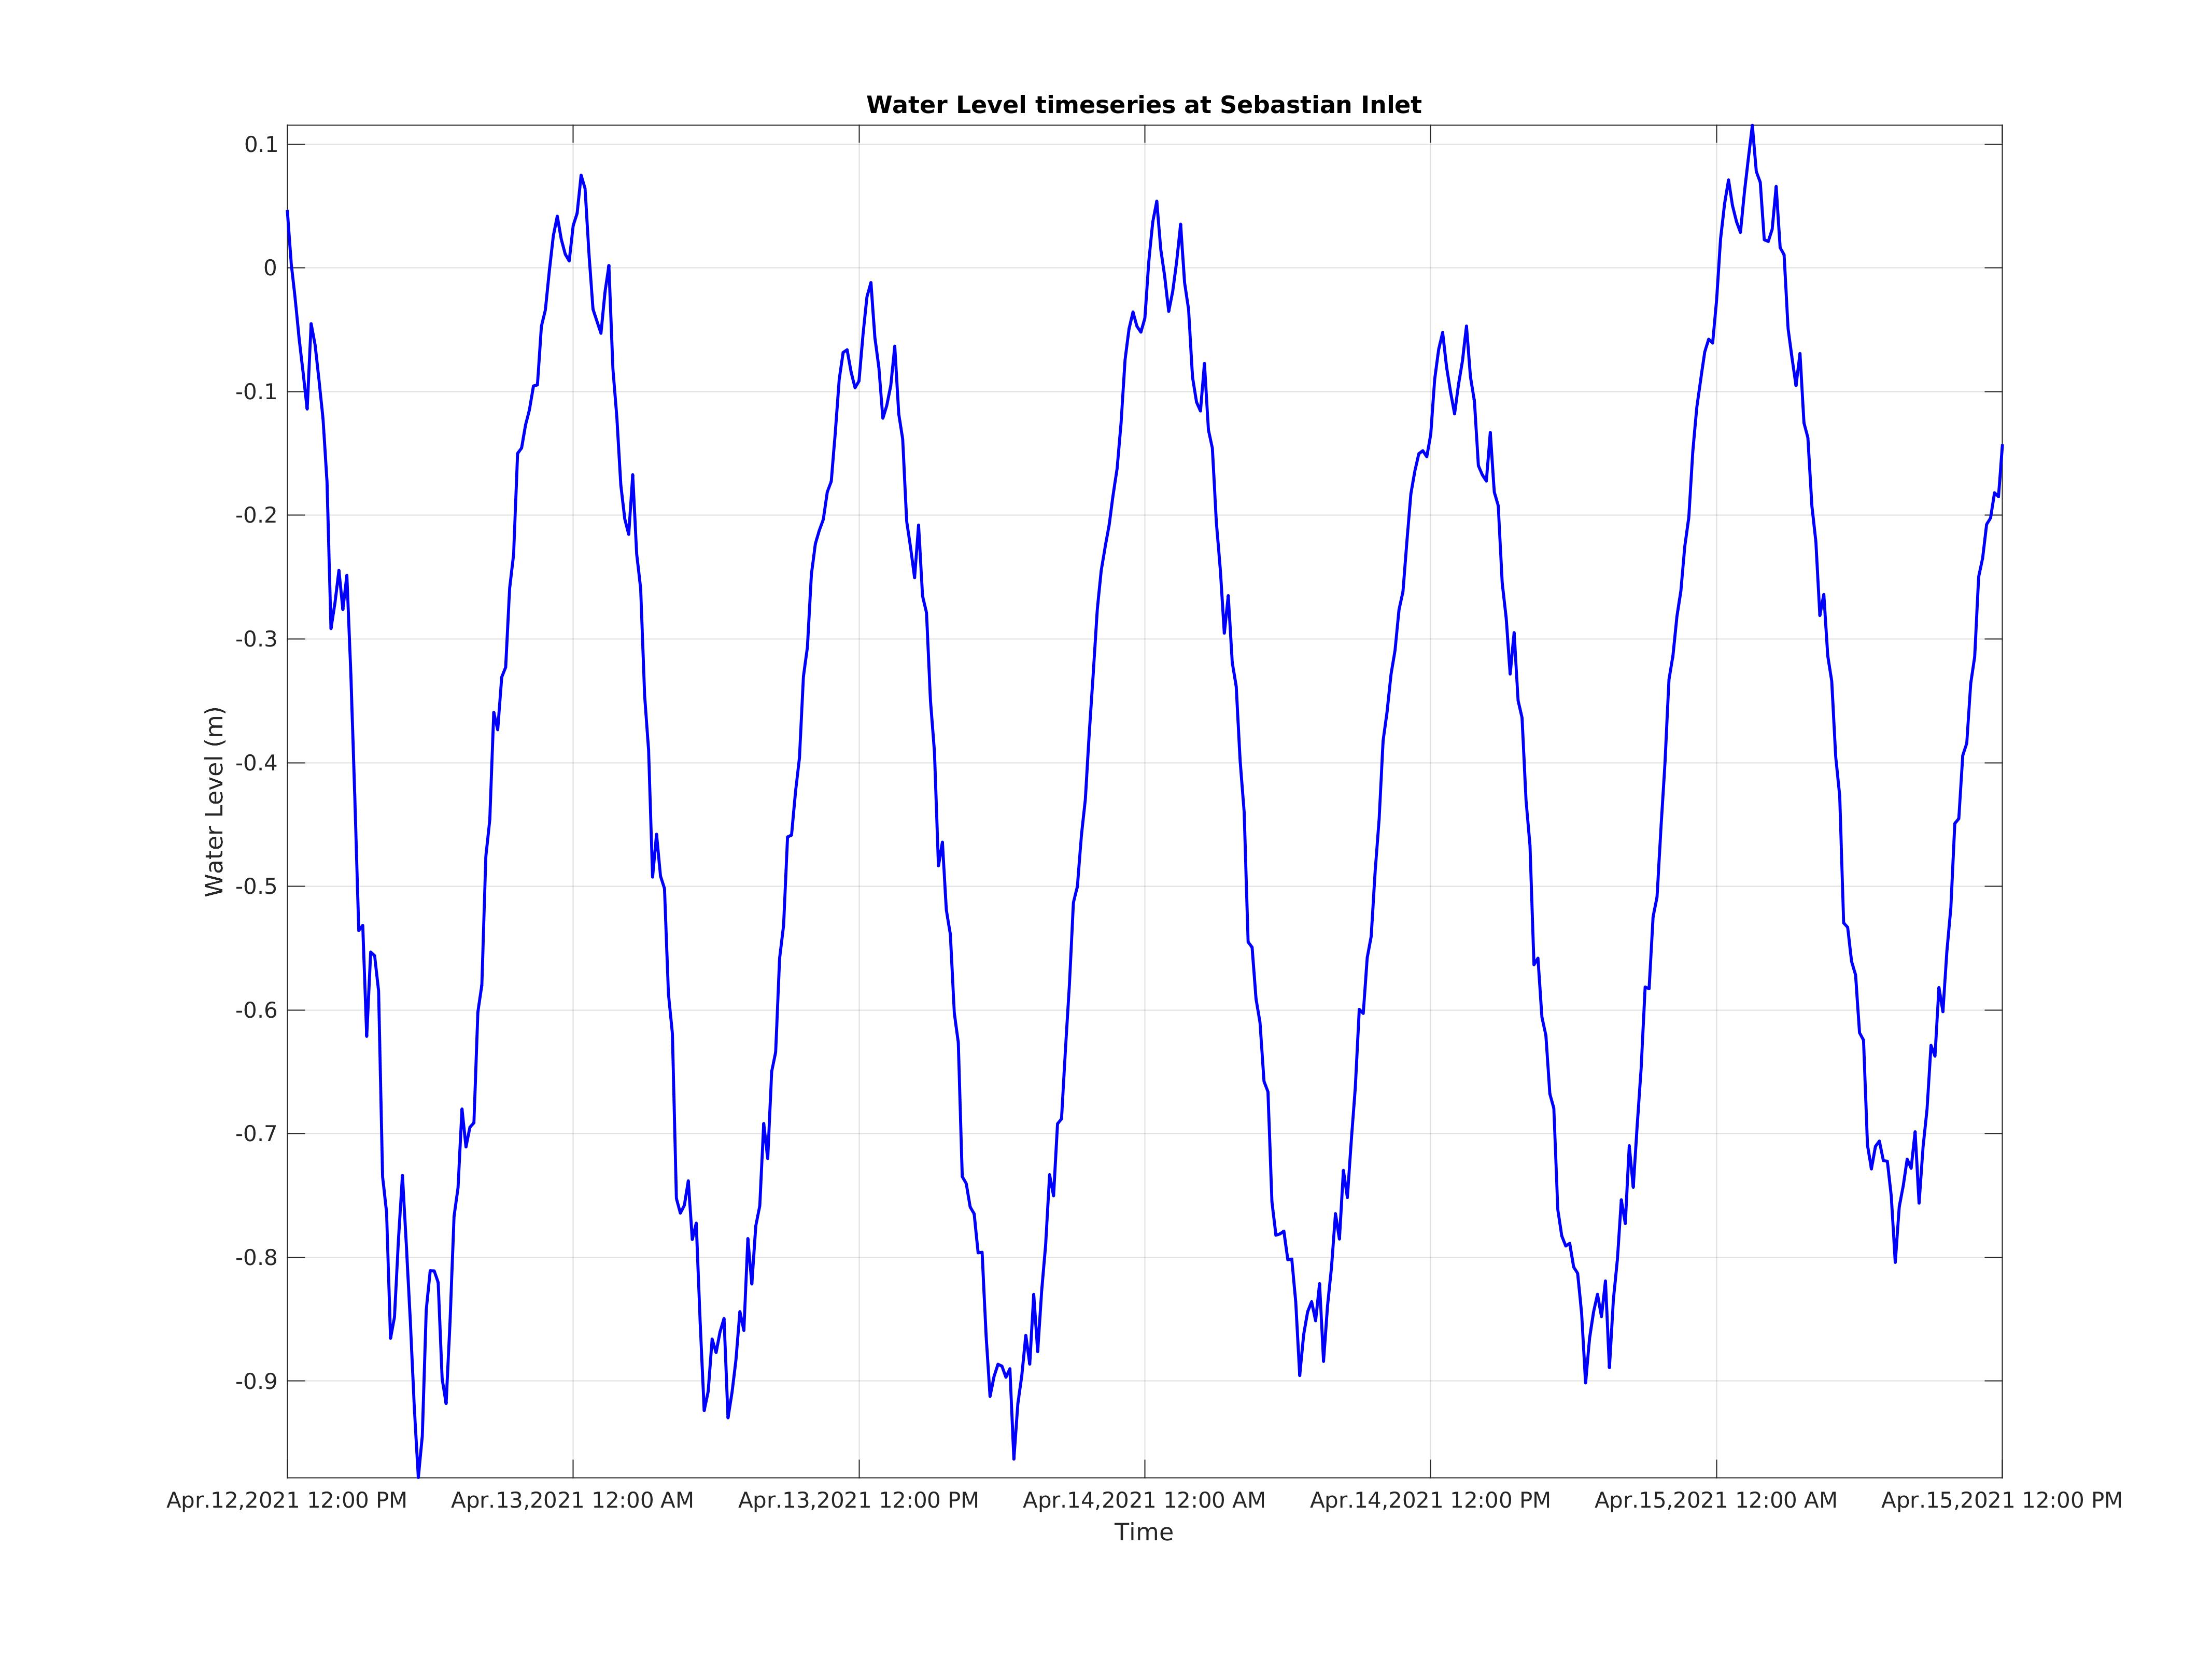 Water Level timeseries at Sebastian Inlet
0.1
0
-0.1
-0.2
-0.3
-0.4
-0.5
-0.6
-0.7
-0.8
-0.9
Water Level (m)
Apr.12,2021 12:00 PM Apr.13,2021 12:00 AM Apr.13,2021 12:00 PM Apr.14,2021 12:00 AM Apr.14,2021 12:00 PM Apr.15,2021 12:00 AM Apr.15,2021 12:00 PM
Time